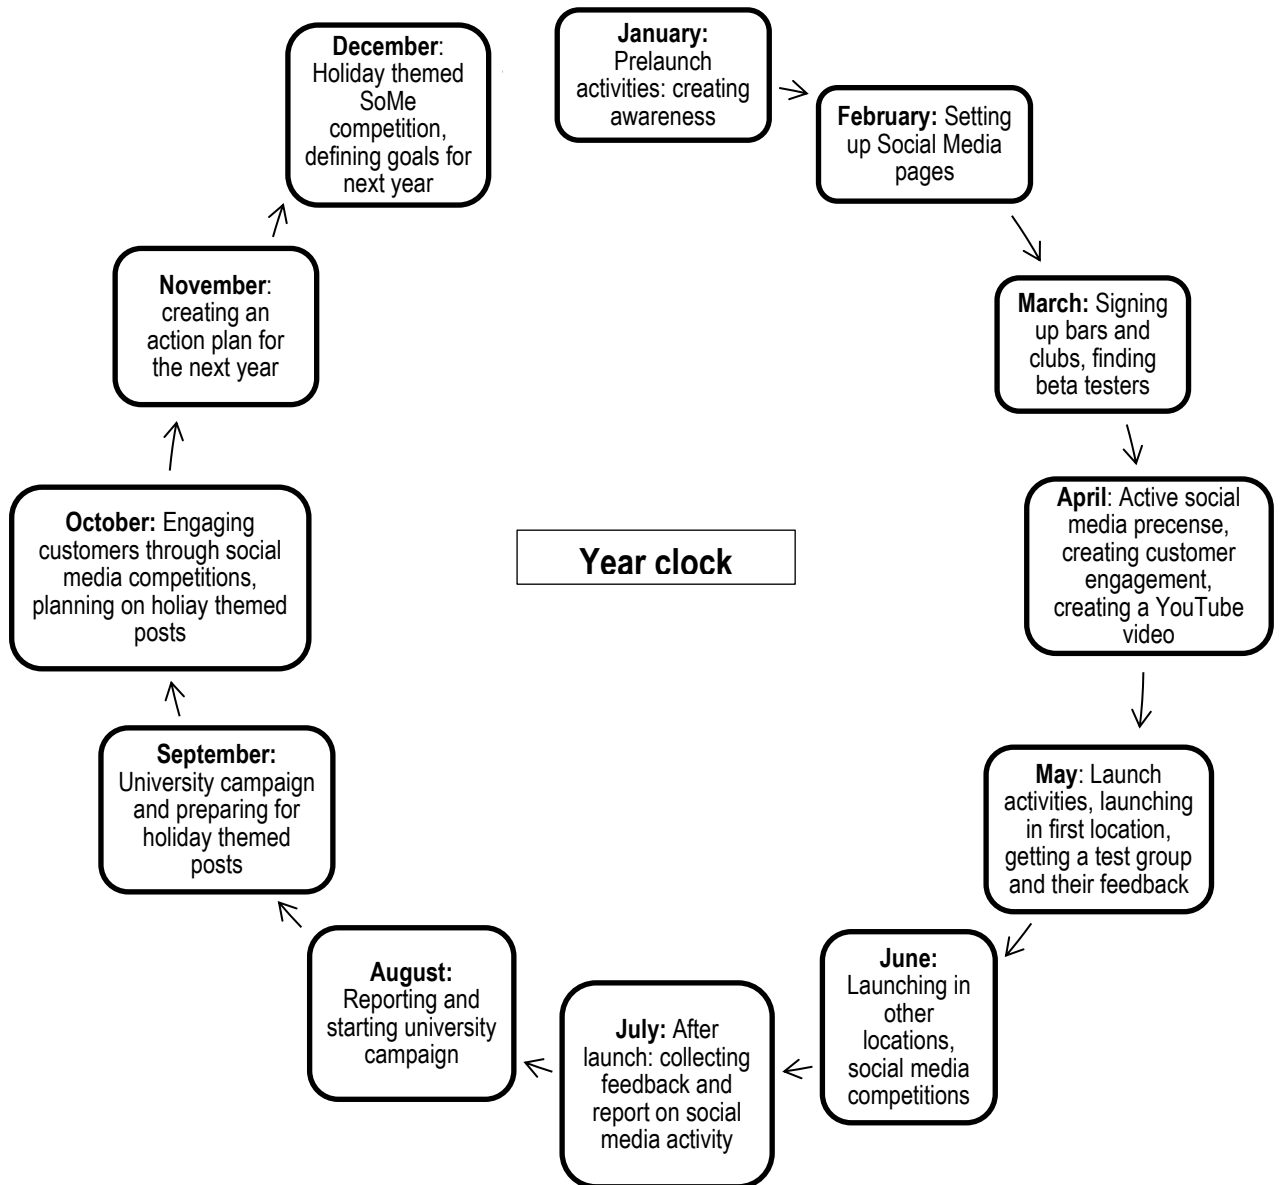 January:
Prelaunch
activities: creating
awareness
February: Setting
up Social Media
pages
March: Signing
up bars and
clubs, finding
beta testers
April: Active social
media precense,
creating customer
engagement,
creating a YouTube
video
May: Launch
activities, launching
in first location,
getting a test group
and their feedback
June:
Launching in
other
locations,
social media
competitions
July: After
launch: collecting
feedback and
report on social
media activity
August:
Reporting and
starting university
campaign
September:
University campaign
and preparing for
holiday themed
posts
October: Engaging
customers through social
media competitions,
planning on holiay themed
posts
November:
creating an
action plan for
the next year
December:
Holiday themed
SoMe
competition,
defining goals for
next year
Year clock